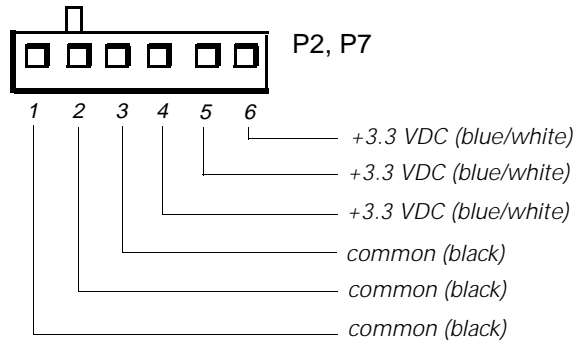 P2, P7
1 2 3 4 5 6
+3.3 VDC (blue/white)
+3.3 VDC (blue/white)
+3.3 VDC (blue/white)
common (black)
common (black)
common (black)